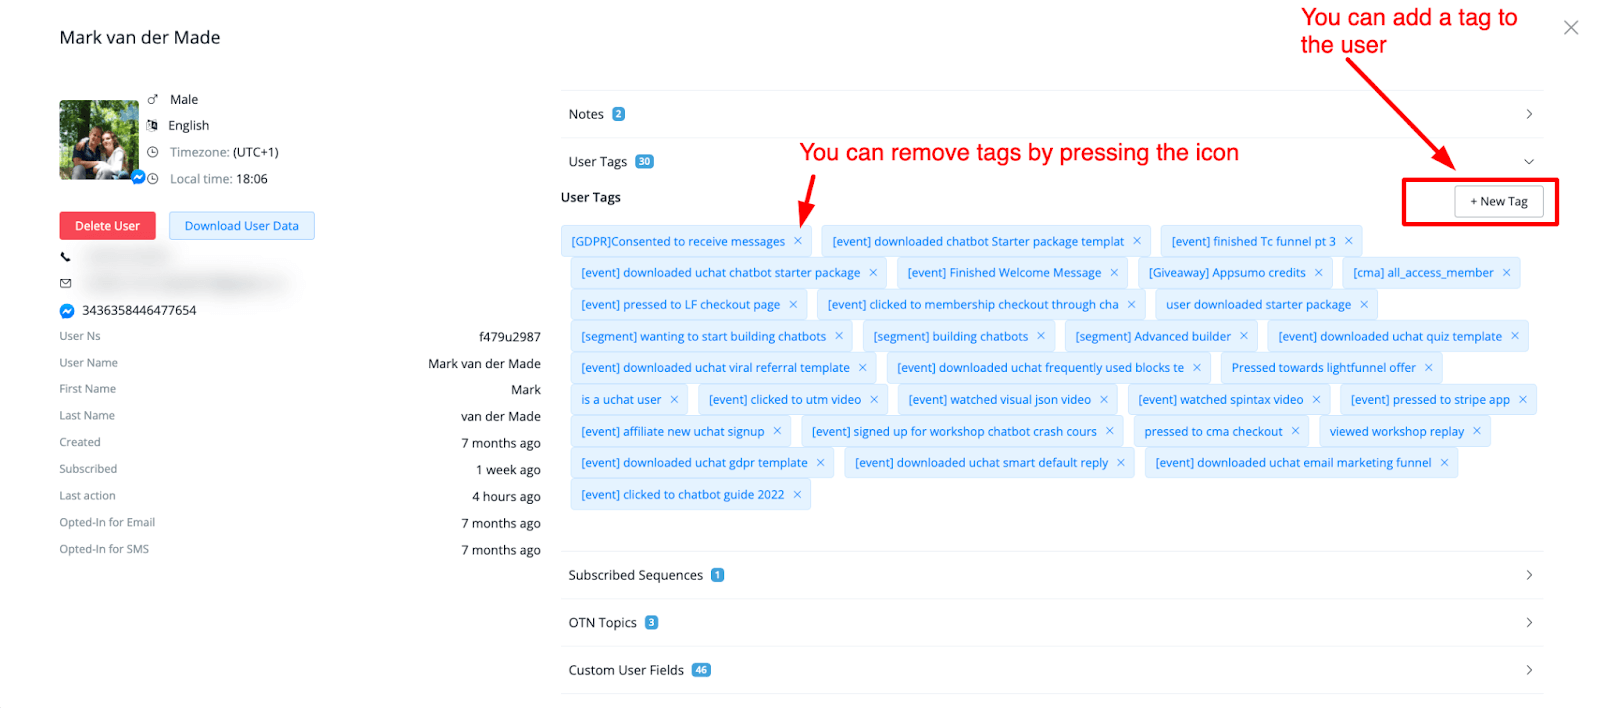 You can add a tag to
the user
Mark van der Made
Male
English
Timezone: (UTC+1)
Local time: 18:06
Delete User
Download User Data
3436358446477654
User Ns f479u2987
User Name Mark van der Made
First Name Mark
Last Name van der Made
Created 7 months ago
Subscribed 1 week ago
Last action 4 hours ago
Opted-In for Email 7 months ago
Opted-In for SMS 7 months ago
Notes 2
User Tags 30
You can remove tags by pressing the icon
User Tags
+ New Tag
[GDPR]Consented to receive messages × [event] downloaded chatbot Starter package templat × [event] finished Tc funnel pt 3 ×
[event] downloaded uchat chatbot starter package × [event] Finished Welcome Message × [Giveaway] Appsumo credits × [cma] all_access_member ×
[event] pressed to LF checkout page × [event] clicked to membership checkout through cha × user downloaded starter package ×
[segment] wanting to start building chatbots × [segment] building chatbots × [segment] Advanced builder × [event] downloaded uchat quiz template ×
[event] downloaded uchat viral referral template × [event] downloaded uchat frequently used blocks te × Pressed towards lightfunnel offer ×
is a uchat user × [event] clicked to utm video × [event] watched visual json video × [event] watched spintax video × [event] pressed to stripe app ×
[event] affiliate new uchat signup × [event] signed up for workshop chatbot crash cours × pressed to cma checkout × viewed workshop replay ×
[event] downloaded uchat gdpr template × [event] downloaded uchat smart default reply × [event] downloaded uchat email marketing funnel ×
[event] clicked to chatbot guide 2022 ×
Subscribed Sequences 1
OTN Topics 3
Custom User Fields 46